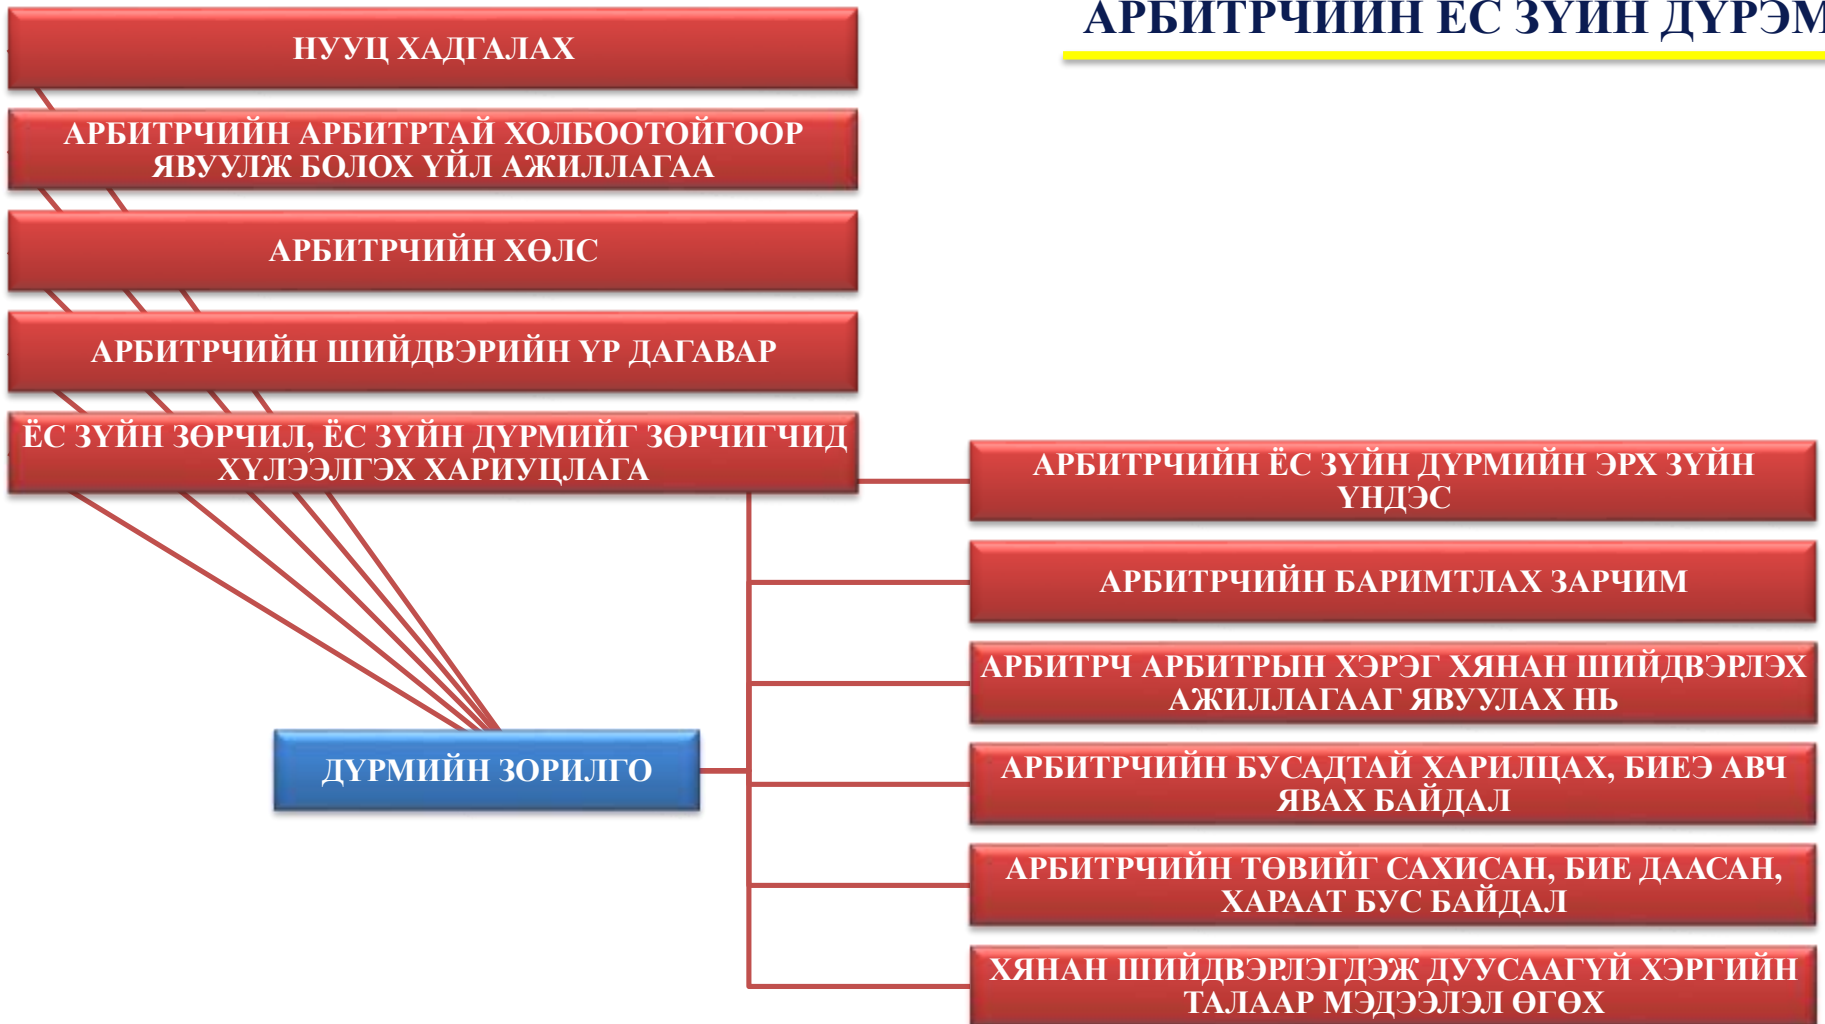 АРБИТРЧИЙН ЁС ЗҮЙН ДҮРЭМ
НУУЦ ХАДГАЛАХ
АРБИТРЧИЙН АРБИТРТАЙ ХОЛБООТОЙГООР
ЯВУУЛЖ БОЛОХ ҮЙЛ АЖИЛЛАГАА
АРБИТРЧИЙН ХӨЛС
АРБИТРЧИЙН ШИЙДВЭРИЙН ҮР ДАГАВАР
ЁС ЗҮЙН ЗӨРЧИЛ, ЁС ЗҮЙН ДҮРМИЙГ ЗӨРЧИГЧИД
ХҮЛЭЭЛГЭХ ХАРИУЦЛАГА
ДҮРМИЙН ЗОРИЛГО
АРБИТРЧИЙН ЁС ЗҮЙН ДҮРМИЙН ЭРХ ЗҮЙН
ҮНДЭС
АРБИТРЧИЙН БАРИМТЛАХ ЗАРЧИМ
АРБИТРЧ АРБИТРЫН ХЭРЭГ ХЯНАН ШИЙДВЭРЛЭХ
АЖИЛЛАГААГ ЯВУУЛАХ НЬ
АРБИТРЧИЙН БУСАДТАЙ ХАРИЛЦАХ, БИЕЭ АВЧ
ЯВАХ БАЙДАЛ
АРБИТРЧИЙН ТӨВИЙГ САХИСАН, БИЕ ДААСАН,
ХАРААТ БУС БАЙДАЛ
ХЯНАН ШИЙДВЭРЛЭГДЭЖ ДУУСААГҮЙ ХЭРГИЙН
ТАЛААР МЭДЭЭЛЭЛ ӨГӨХ